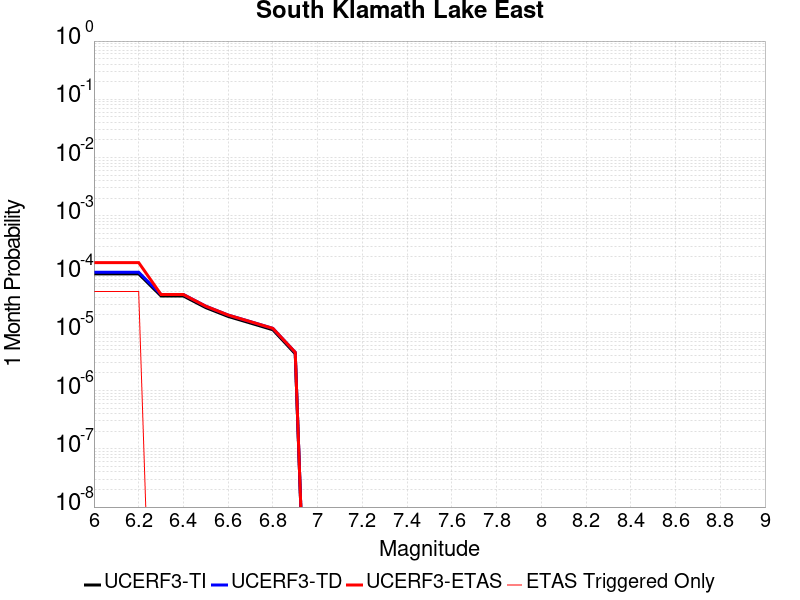 South Klamath Lake East
10^0
10^-1
10^-2
10^-3
10^-4
10^-5
10^-6
10^-7
10^-8
1 Month Probability
6 6.2 6.4 6.6 6.8 7 7.2 7.4 7.6 7.8 8 8.2 8.4 8.6 8.8 9
Magnitude
UCERF3-TI UCERF3-TD UCERF3-ETAS ETAS Triggered Only